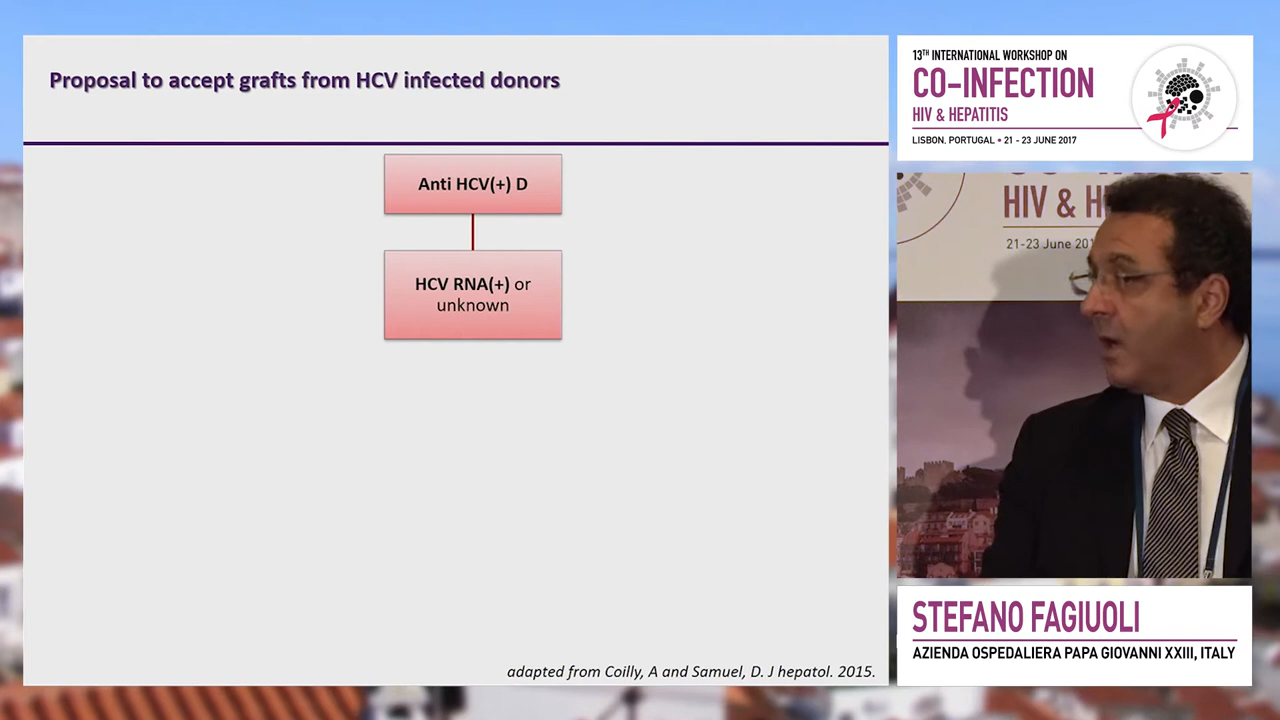 Proposal to accept grafts from HCV infected donors
Anti HCV(+) D
HCV RNA(+) or
unknown
adapted from Coilly, A and Samuel, D. J hepatol. 2015.
13TH INTERNATIONAL WORKSHOP ON
CO-INFECTION
HIV & HEPATITIS
LISBON, PORTUGAL • 21 - 23 JUNE 2017
HIV & H
21-23 June 201
STEFANO FAGIUOLI
AZIENDA OSPEDALIERA PAPA GIOVANNI XXIII, ITALY